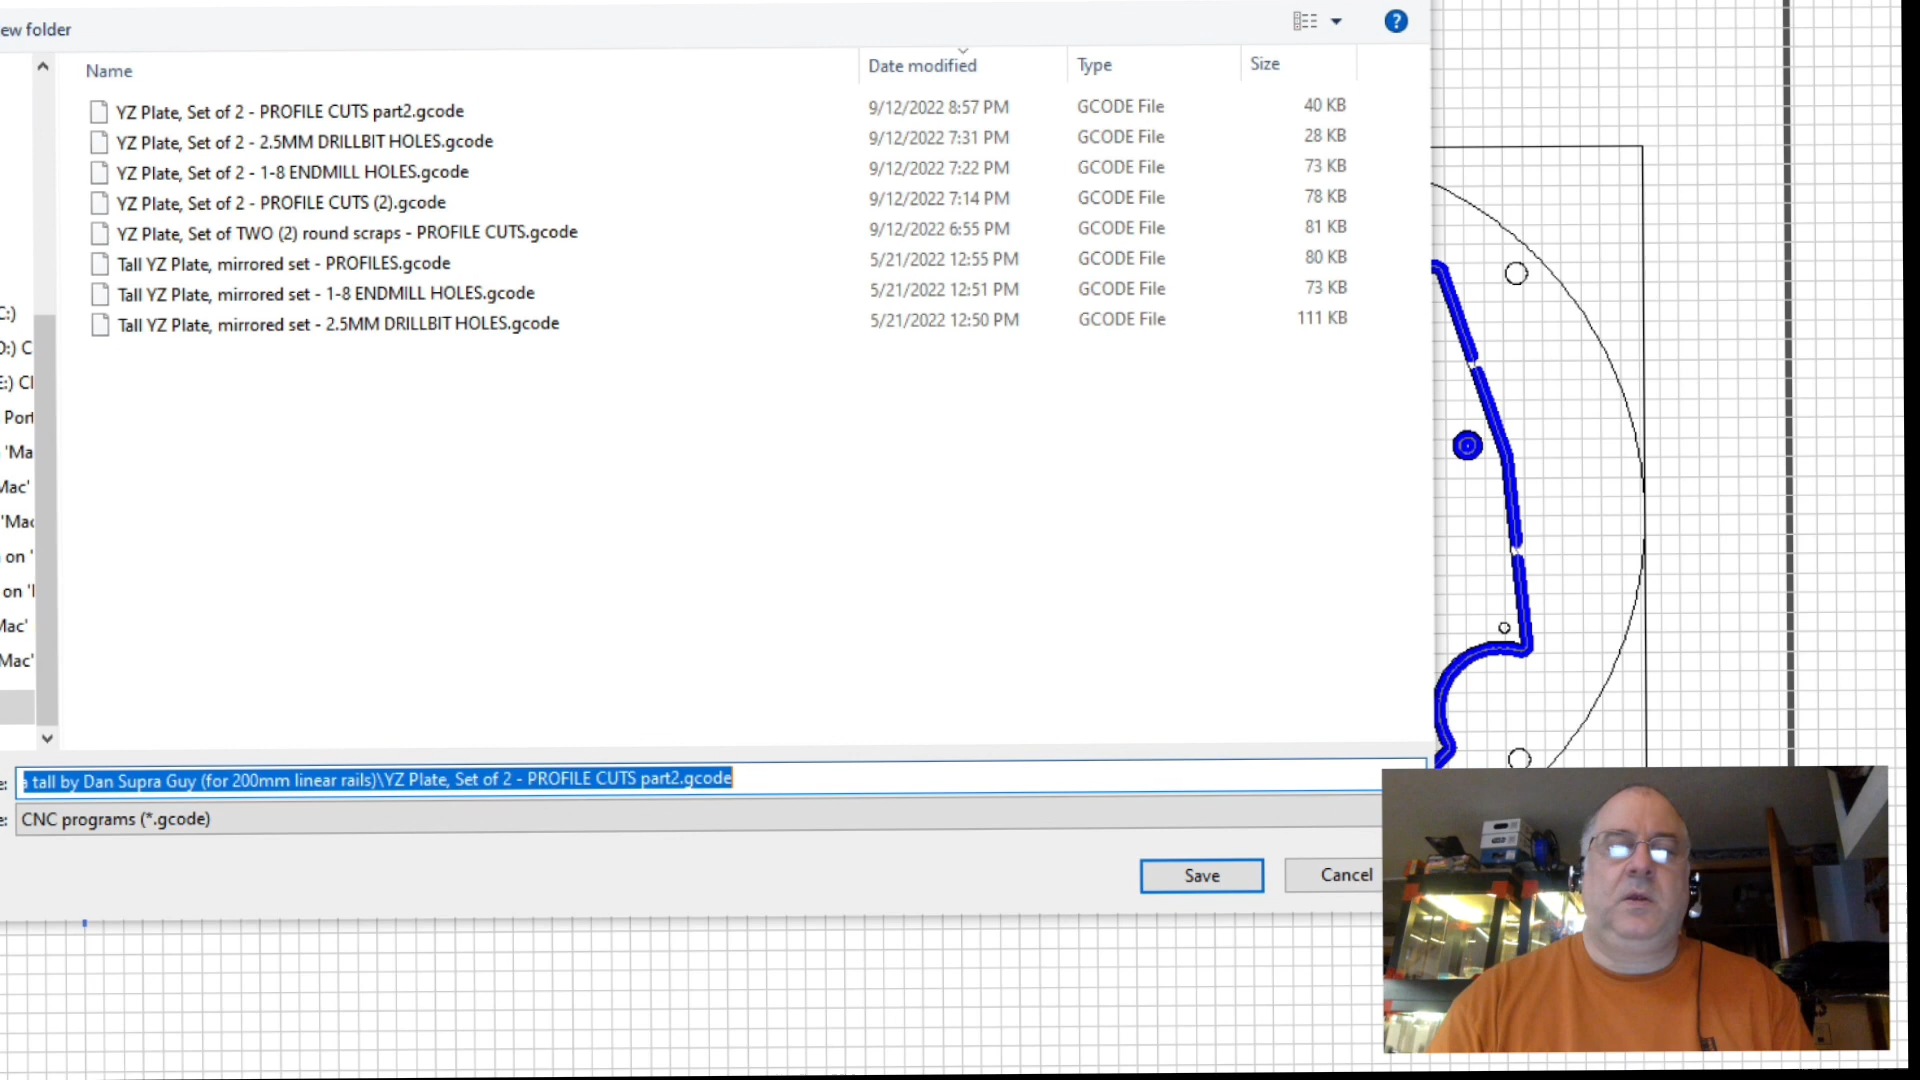 ew folder
Name Date modified Type Size
YZ Plate, Set of 2 - PROFILE CUTS part2.gcode 9/12/2022 8:57 PM GCODE File 40 KB
YZ Plate, Set of 2 - 2.5MM DRILLBIT HOLES.gcode 9/12/2022 7:31 PM GCODE File 28 KB
YZ Plate, Set of 2 - 1-8 ENDMILL HOLES.gcode 9/12/2022 7:22 PM GCODE File 73 KB
YZ Plate, Set of 2 - PROFILE CUTS (2).gcode 9/12/2022 7:14 PM GCODE File 78 KB
YZ Plate, Set of TWO (2) round scraps - PROFILE CUTS.gcode 9/12/2022 6:55 PM GCODE File 81 KB
Tall YZ Plate, mirrored set - PROFILES.gcode 5/21/2022 12:55 PM GCODE File 80 KB
Tall YZ Plate, mirrored set - 1-8 ENDMILL HOLES.gcode 5/21/2022 12:51 PM GCODE File 73 KB
Tall YZ Plate, mirrored set - 2.5MM DRILLBIT HOLES.gcode 5/21/2022 12:50 PM GCODE File 111 KB
C:)
D:) C
E:) Cl
Port
'Ma
Mac'
'Mac
on '
on 'I
Mac'
Mac'
e: tall by Dan Supra Guy (for 200mm linear rails)\YZ Plate, Set of 2 - PROFILE CUTS part2.gcode
e: CNC programs (*.gcode)
Save Cancel